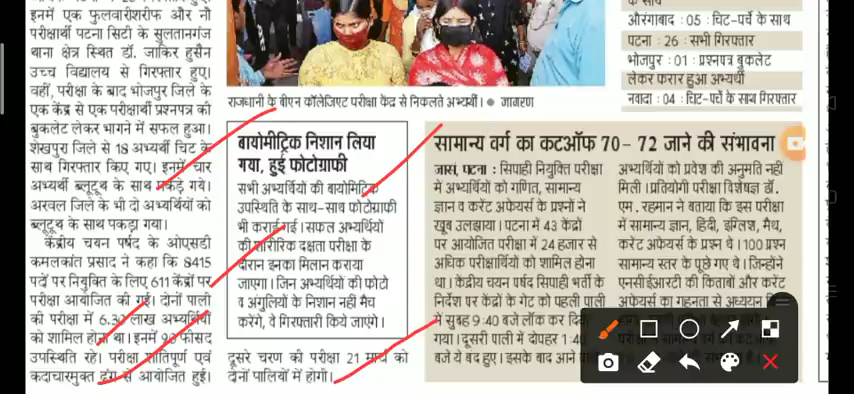 इनमें एक फुलवारीशरीफ और नौ
परीक्षार्थी पटना सिटी के सुलतानगंज
थाना क्षेत्र स्थित डॉ. जाकिर हुसैन
उच्च विद्यालय से गिरफ्तार हुए।
वहीं, परीक्षा के बाद भोजपुर जिले के
एक केंद्र से एक परीक्षार्थी प्रश्नपत्र की
बुकलेट लेकर भागने में सफल हुआ।
शेखपुरा जिले से 18 अभ्यर्थी चिट के
साथ गिरफ्तार किए गए। इनमें चार
अभ्यर्थी ब्लूटूथ के साथ पकड़े गये।
अरवल जिले के भी दो अभ्यर्थियों को
ब्लूटूथ के साथ पकड़ा गया।
केंद्रीय चयन पर्षद के ओएसडी
कमलकांत प्रसाद ने कहा कि 8415
पदों पर नियुक्ति के लिए 611 केंद्रों पर
परीक्षा आयोजित की गई। दोनों पाली
की परीक्षा में 6.30 लाख अभ्यर्थियों
को शामिल होना था। इनमें 90 फीसद
उपस्थिति रहे। परीक्षा शांतिपूर्ण एवं
कदाचारमुक्त ढंग से आयोजित हुई।
राजधानी के बीएन कॉलेजिएट परीक्षा केंद्र से निकलते अभ्यर्थी। ● जागरण
बायोमीट्रिक निशान लिया
गया, हुई फोटोग्राफी
सभी अभ्यर्थियों की बायोमिट्रिक
उपस्थिति के साथ-साथ फोटोग्राफी
भी कराई गई। सफल अभ्यर्थियों
की शारीरिक दक्षता परीक्षा के
दौरान इनका मिलान कराया
जाएगा। जिन अभ्यर्थियों की फोटो
व अंगुलियों के निशान नहीं मैच
करेंगे, वे गिरफ्तारी किये जाएंगे।
दूसरे चरण की परीक्षा 21 मार्च को
दोनों पालियों में होगी।
के साथ
औरंगाबाद : 05 : चिट-पर्चे के साथ
पटना : 26 : सभी गिरफ्तार
भोजपुर : 01 : प्रश्नपत्र बुकलेट
लेकर फरार हुआ अभ्यर्थी
नवादा : 04 : चिट-पर्चे के साथ गिरफ्तार
सामान्य वर्ग का कटऑफ 70- 72 जाने की संभावना
जासं, पटना : सिपाही नियुक्ति परीक्षा
में अभ्यर्थियों को गणित, सामान्य
ज्ञान व करेंट अफेयर्स के प्रश्नों ने
खूब उलझाया। पटना में 43 केंद्रों
पर आयोजित परीक्षा में 24 हजार से
अधिक परीक्षार्थियों को शामिल होना
था। केंद्रीय चयन पर्षद सिपाही भर्ती के
निर्देश पर केंद्रों के गेट को पहली पाली
में सुबह 9:40 बजे लॉक कर दिया
गया। दूसरी पाली में दोपहर 1:40
बजे ये बंद हुए। इसके बाद आने
अभ्यर्थियों को प्रवेश की अनुमति नहीं
मिली। प्रतियोगी परीक्षा विशेषज्ञ डॉ.
एम. रहमान ने बताया कि इस परीक्षा
में सामान्य ज्ञान, हिंदी, इंग्लिश, मैथ,
करेंट अफेयर्स के प्रश्न थे। 100 प्रश्न
सामान्य स्तर के पूछे गए थे। जिन्होंने
एनसीईआरटी की किताबों और करेंट
अफेयर्स का गहनता से अध्ययन